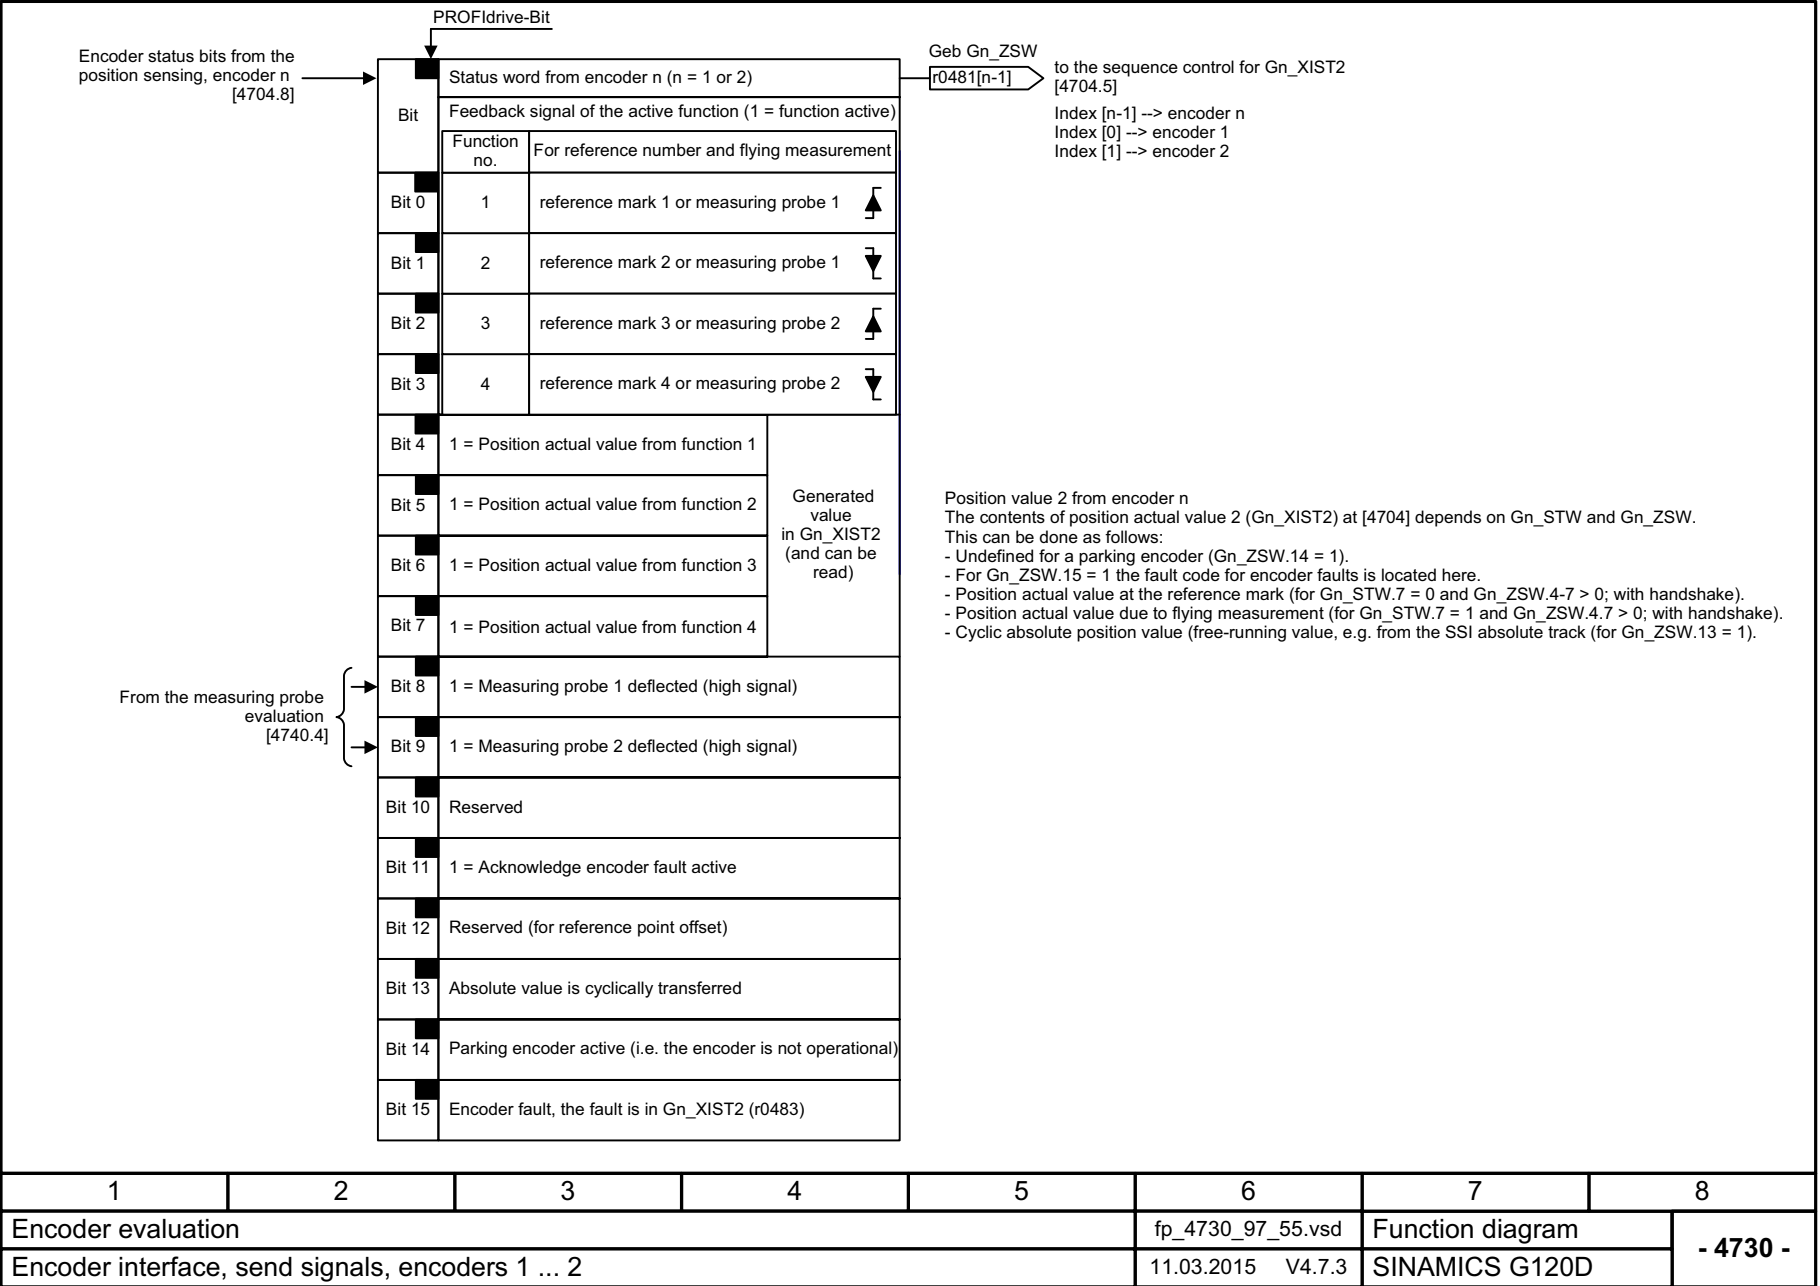 PROFIdrive-Bit
Encoder status bits from the
position sensing, encoder n
[4704.8]
Bit
Status word from encoder n (n = 1 or 2)
Feedback signal of the active function (1 = function active)
Function
no.
For reference number and flying measurement
Geb Gn_ZSW
r0481[n-1]
to the sequence control for Gn_XIST2
[4704.5]
Index [n-1] --> encoder n
Index [0] --> encoder 1
Index [1] --> encoder 2
Bit 0 1 reference mark 1 or measuring probe 1
Bit 1 2 reference mark 2 or measuring probe 1
Bit 2 3 reference mark 3 or measuring probe 2
Bit 3 4 reference mark 4 or measuring probe 2
Bit 4 1 = Position actual value from function 1
Bit 5 1 = Position actual value from function 2
Bit 6 1 = Position actual value from function 3
Bit 7 1 = Position actual value from function 4
Generated
value
in Gn_XIST2
(and can be
read)
Position value 2 from encoder n
The contents of position actual value 2 (Gn_XIST2) at [4704] depends on Gn_STW and Gn_ZSW.
This can be done as follows:
- Undefined for a parking encoder (Gn_ZSW.14 = 1).
- For Gn_ZSW.15 = 1 the fault code for encoder faults is located here.
- Position actual value at the reference mark (for Gn_STW.7 = 0 and Gn_ZSW.4-7 > 0; with handshake).
- Position actual value due to flying measurement (for Gn_STW.7 = 1 and Gn_ZSW.4.7 > 0; with handshake).
- Cyclic absolute position value (free-running value, e.g. from the SSI absolute track (for Gn_ZSW.13 = 1).
From the measuring probe
evaluation
[4740.4]
Bit 8 1 = Measuring probe 1 deflected (high signal)
Bit 9 1 = Measuring probe 2 deflected (high signal)
Bit 10 Reserved
Bit 11 1 = Acknowledge encoder fault active
Bit 12 Reserved (for reference point offset)
Bit 13 Absolute value is cyclically transferred
Bit 14 Parking encoder active (i.e. the encoder is not operational)
Bit 15 Encoder fault, the fault is in Gn_XIST2 (r0483)
1 2 3 4 5 6 7 8
Encoder evaluation fp_4730_97_55.vsd Function diagram
- 4730 -
Encoder interface, send signals, encoders 1 ... 2 11.03.2015 V4.7.3 SINAMICS G120D